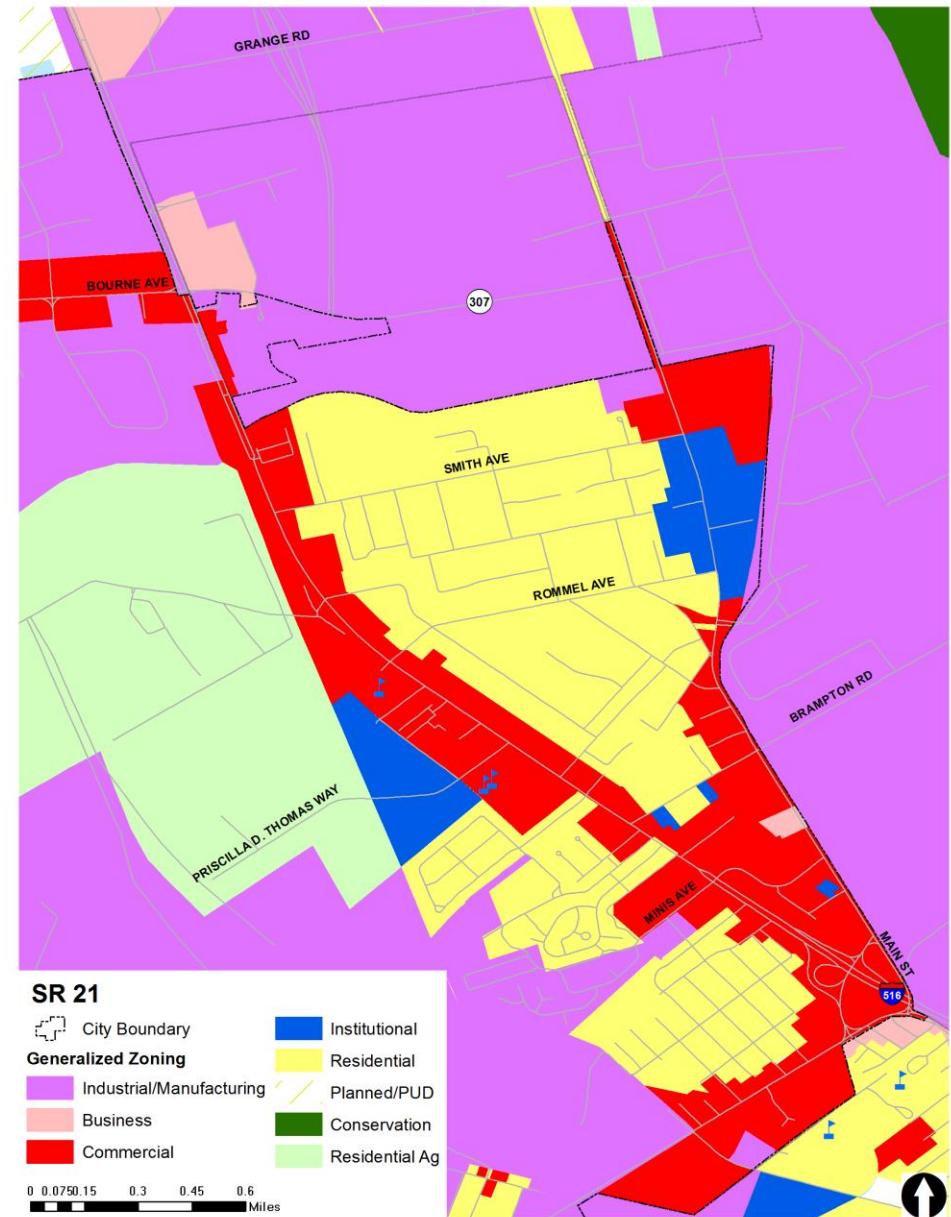 GRANGE RD
BOURNE AVE
307
SMITH AVE
ROMMEL AVE
BRAMPTON RD
PRISCILLA D. THOMAS WAY
MINIS AVE
MAIN ST
516
SR 21
City Boundary
Generalized Zoning
Industrial/Manufacturing
Business
Commercial
Institutional
Residential
Planned/PUD
Conservation
Residential Ag
0 0.0750.15 0.3 0.45 0.6
Miles